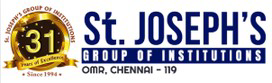 St. JOSEPH'S GROUP OF INSTITUTIONS
31
Years of Excellence
Since 1994
St. JOSEPH'S
GROUP OF INSTITUTIONS
OMR, CHENNAI - 119